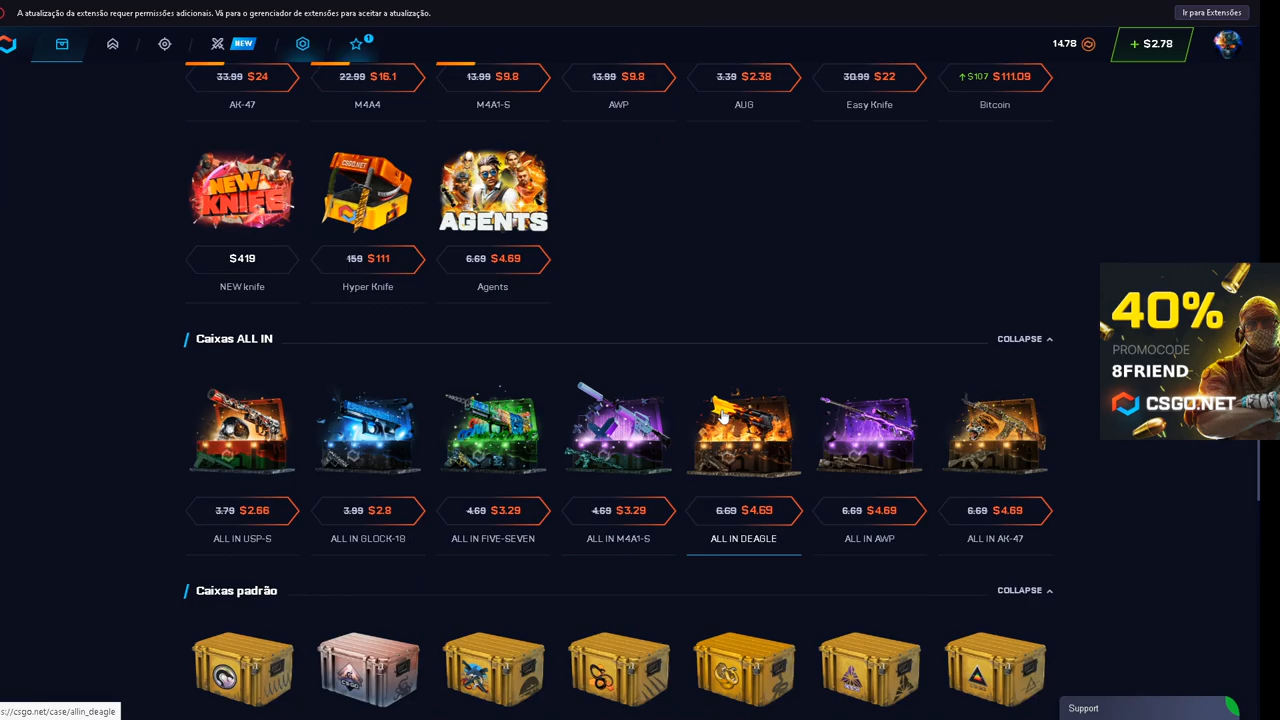 A atualização da extensão requer permissões adicionais. Vá para o gerenciador de extensões para aceitar a atualização.
Ir para Extensões
NEW
1
14.78
+ $2.78
33.99 $24
22.99 $16.1
13.99 $9.8
13.99 $9.8
3.39 $2.38
30.99 $22
$107 $111.09
AK-47
M4A4
M4A1-S
AWP
AUG
Easy Knife
Bitcoin
NEW
KNIFE
CSGO.NET
AGENTS
$419
159 $111
6.69 $4.69
NEW knife
Hyper Knife
Agents
40%
PROMOCODE
8FRIEND
CSGO.NET
Caixas ALL IN
COLLAPSE
3.79 $2.66
3.99 $2.8
4.69 $3.29
4.69 $3.29
6.69 $4.69
6.69 $4.69
6.69 $4.69
ALL IN USP-S
ALL IN GLOCK-18
ALL IN FIVE-SEVEN
ALL IN M4A1-S
ALL IN DEAGLE
ALL IN AWP
ALL IN AK-47
Caixas padrão
COLLAPSE
s://csgo.net/case/allin_deagle
Support